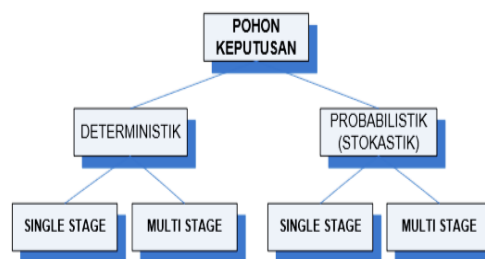 POHON
KEPUTUSAN
DETERMINISTIK
PROBABILISTIK
(STOKASTIK)
SINGLE STAGE
MULTI STAGE
SINGLE STAGE
MULTI STAGE